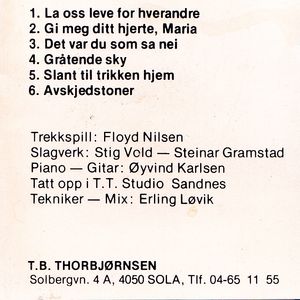 1. La oss leve for hverandre
2. Gi meg ditt hjerte, Maria
3. Det var du som sa nei
4. Gråtende sky
5. Slant til trikken hjem
6. Avskjedstoner
Trekkspill: Floyd Nilsen
Slagverk: Stig Vold — Steinar Gramstad
Piano — Gitar: Øyvind Karlsen
Tatt opp i T.T. Studio Sandnes
Tekniker — Mix: Erling Løvik
T.B. THORBJØRNSEN
Solbergvn. 4 A, 4050 SOLA, Tlf. 04-65 11 55